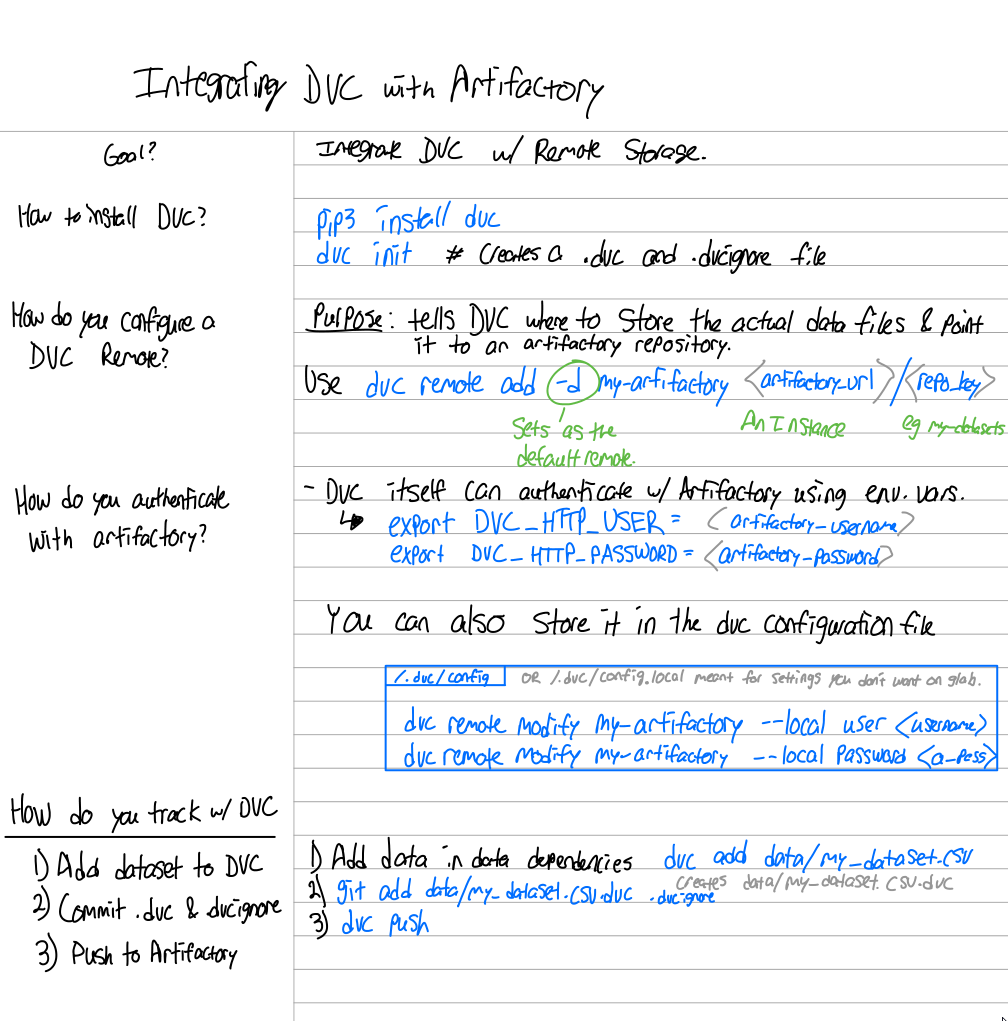 Integrating DVC with Artifactory
Goal?
Integrate DVC w/ Remote Storage.
How to install DVC?
pip3 install dvc
dvc init # Creates a .dvc and .dvcignore file
How do you configure a
DVC Remote?
Purpose: tells DVC where to Store the actual data files & point
it to an artifactory repository.
Use dvc remote add -d my-artifactory <artifactory_url>/<repo_key>
Sets as the
default remote.
An Instance
eg my-datasets
How do you authenticate
with artifactory?
- DVC itself can authenticate w/ Artifactory using env. vars.
↳ export DVC_HTTP_USER = <artifactory-username>
export DVC_HTTP_PASSWORD = <artifactory-password>
You can also store it in the dvc configuration file
/.dvc/config OR /.dvc/config.local meant for settings you don't want on glab.
dvc remote modify my-artifactory --local user <username>
dvc remote modify my-artifactory --local password <a-pass>
How do you track w/ DVC
1) Add dataset to DVC
2) Commit .dvc & dvcignore
3) Push to Artifactory
1) Add data in data dependencies dvc add data/my_dataset.csv
creates data/my_dataset.csv.dvc
2) git add data/my_dataset.csv.dvc .dvcignore
3) dvc push